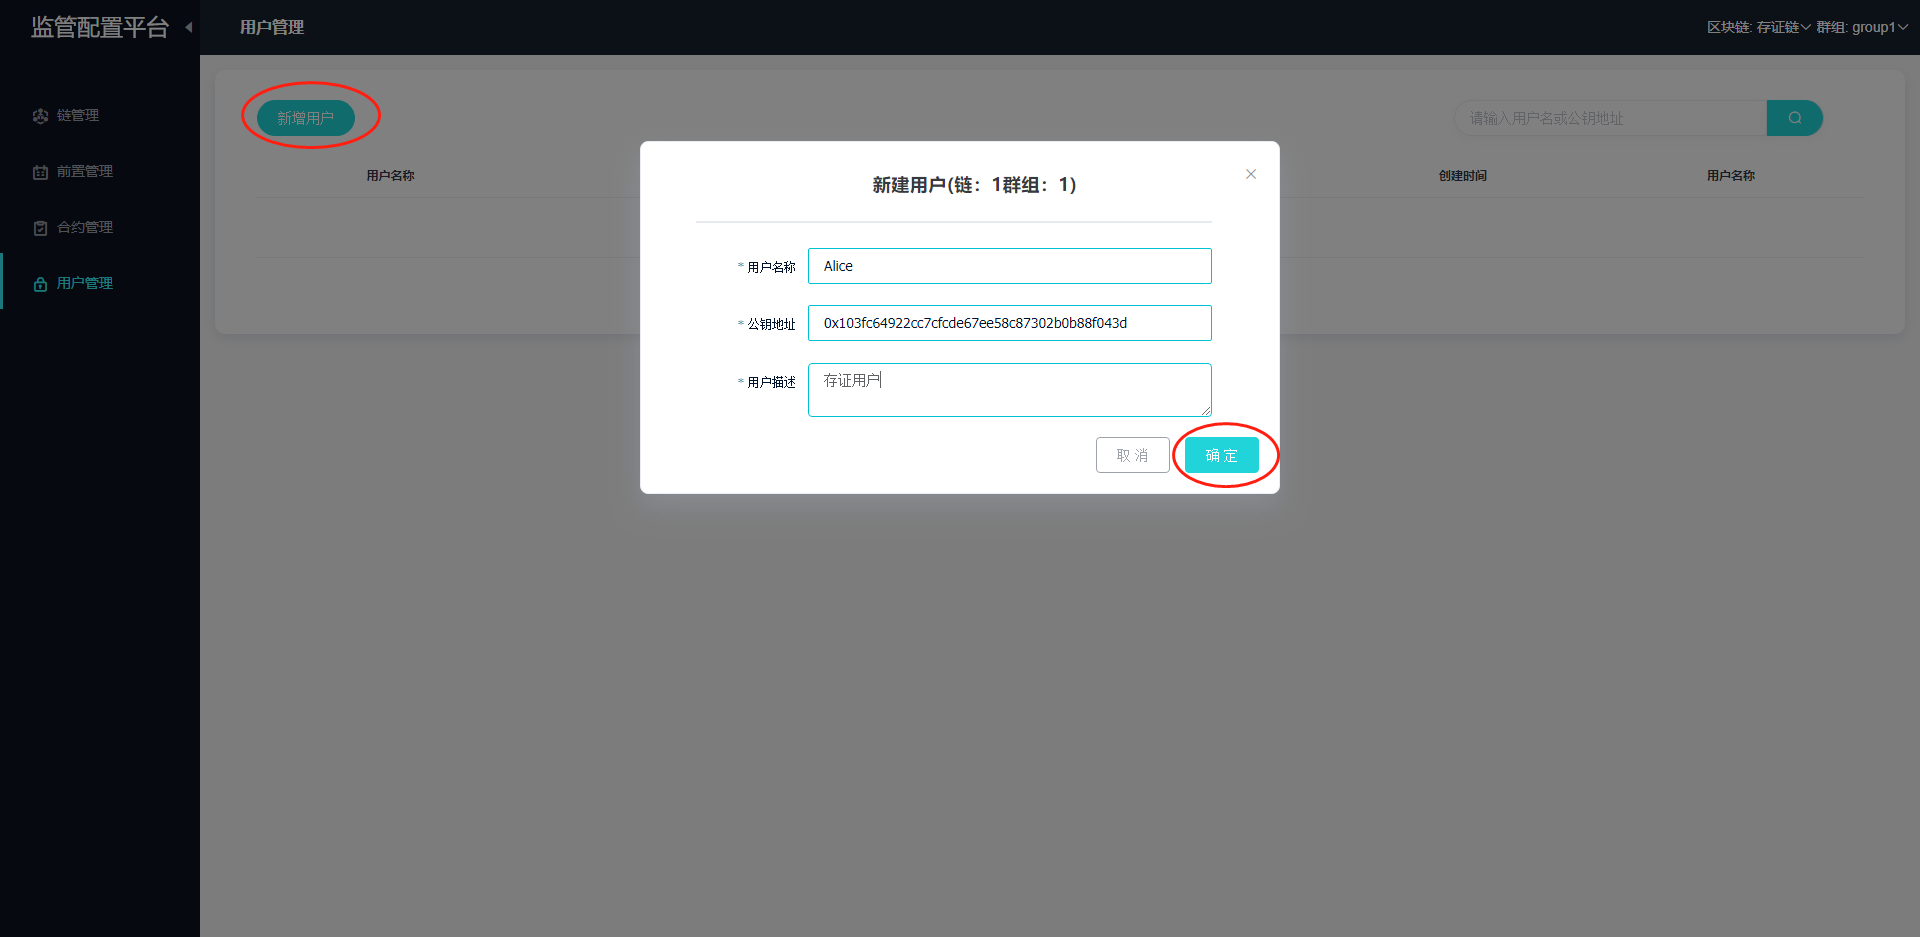 监管配置平台
用户管理
区块链: 存证链 群组: group1
链管理
前置管理
合约管理
用户管理
新增用户
请输入用户名或公钥地址
用户名称
创建时间
用户名称
新建用户(链：1群组：1)
* 用户名称
Alice
* 公钥地址
0x103fc64922cc7cfcde67ee58c87302b0b88f043d
* 用户描述
存证用户
取 消
确 定